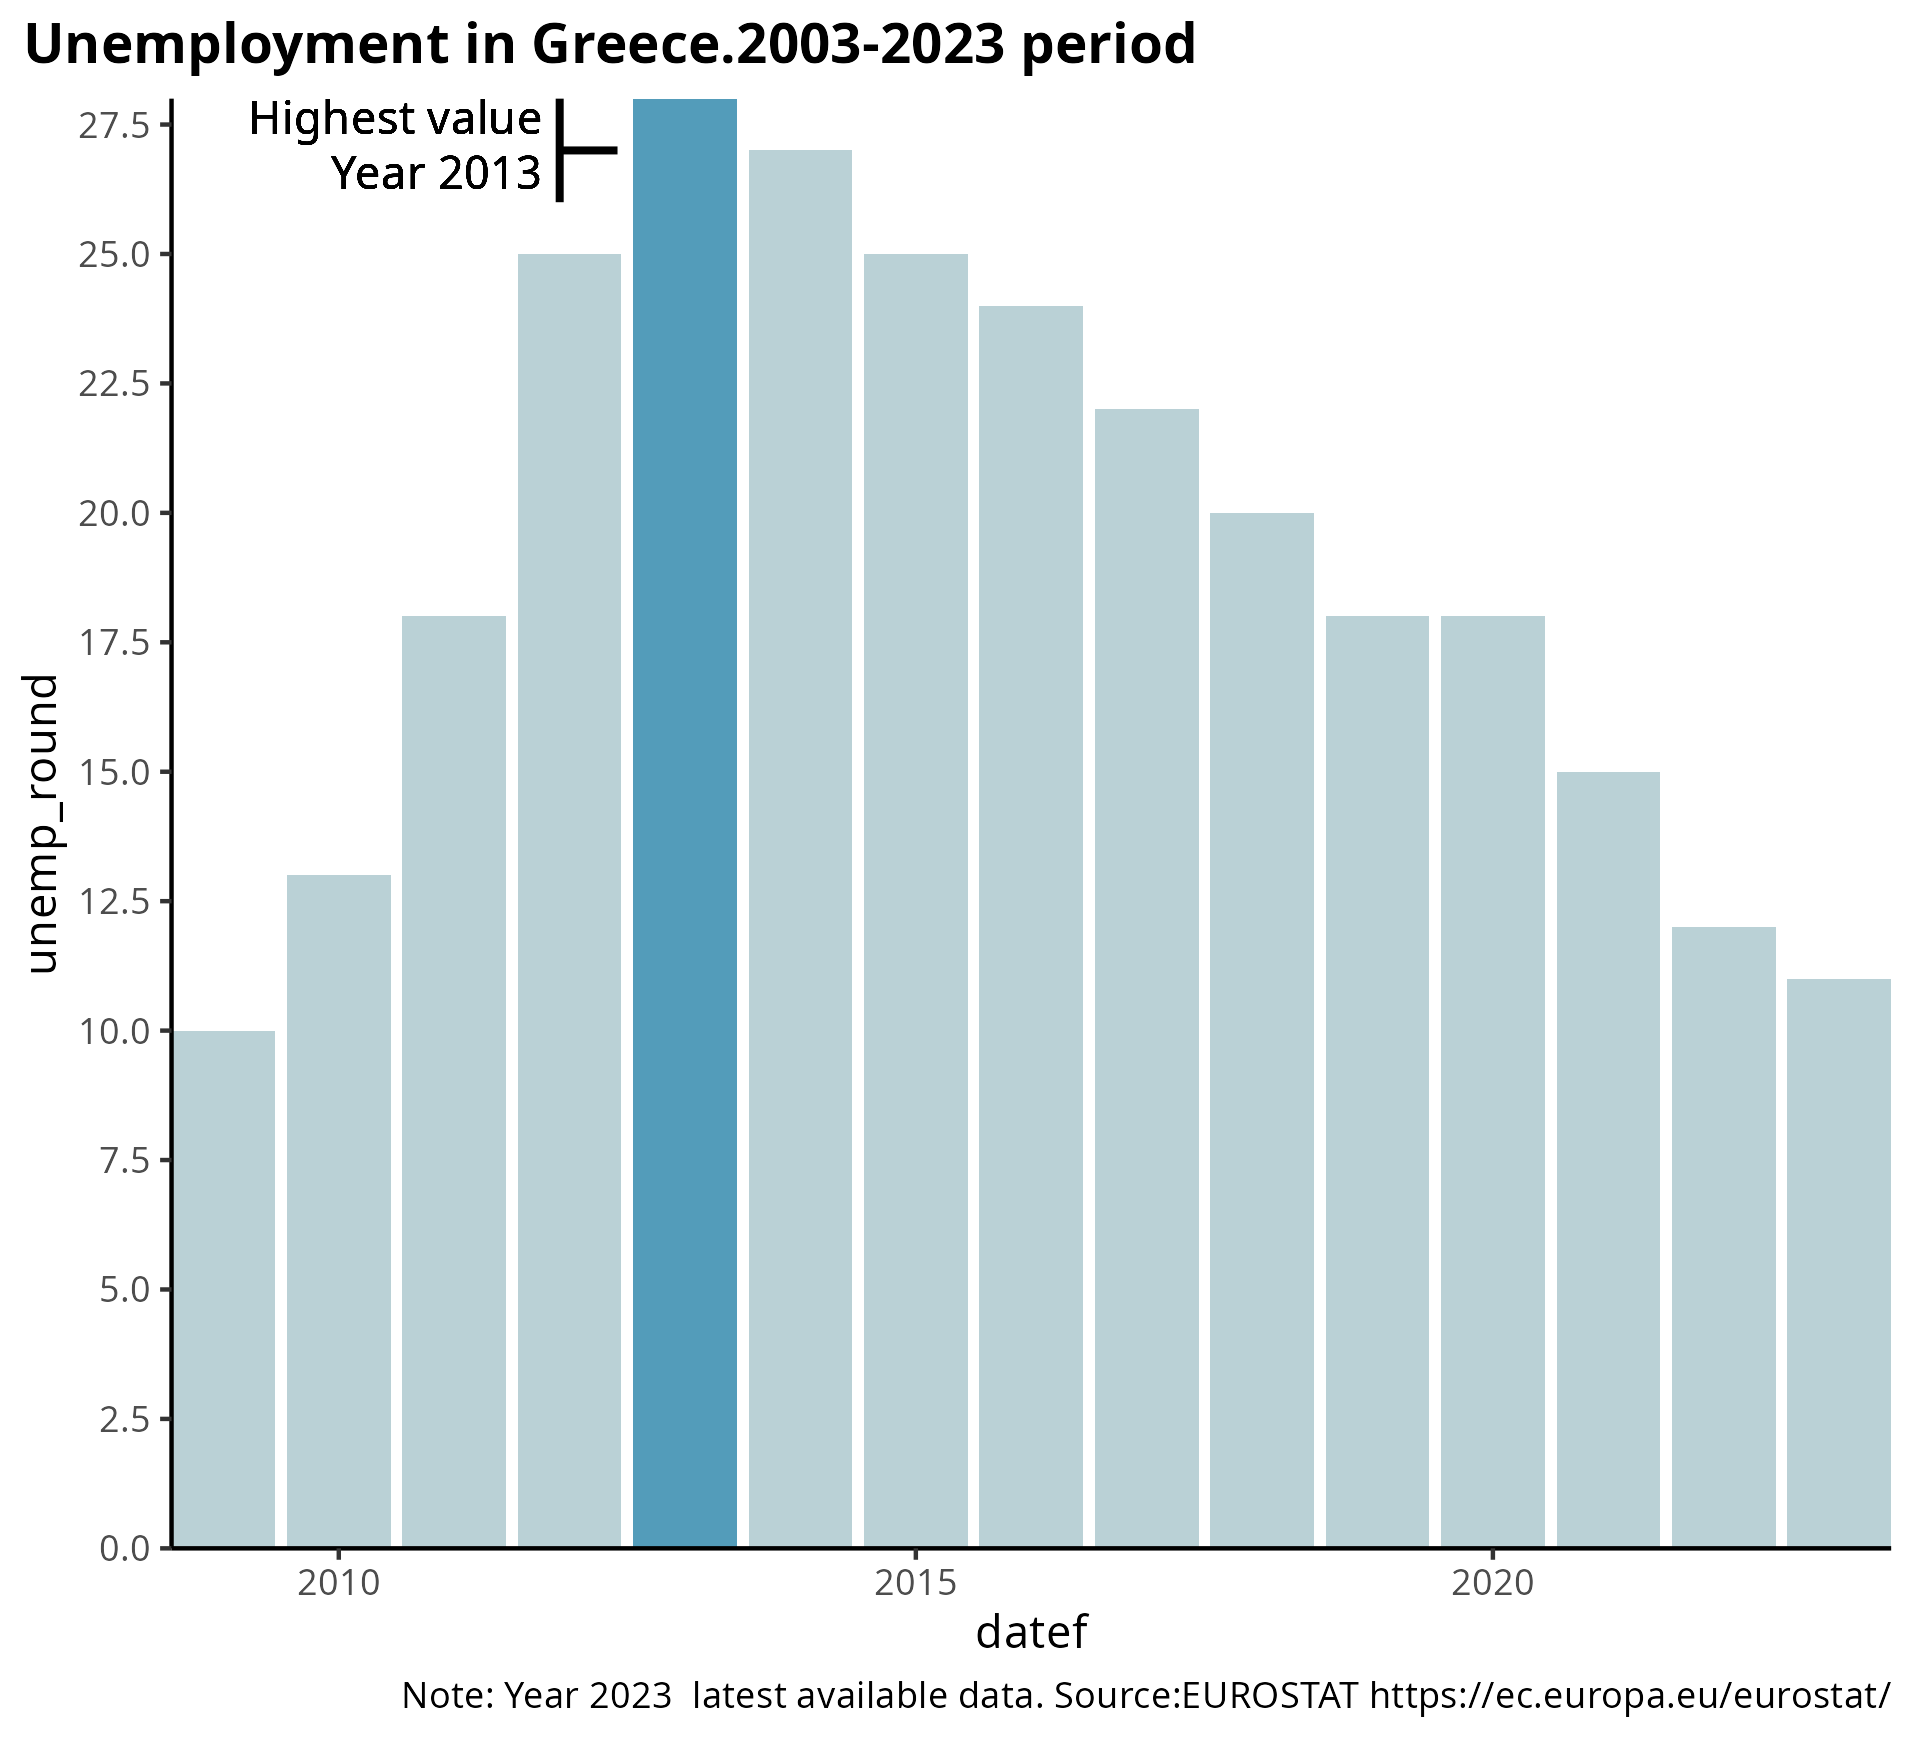 Unemployment in Greece.2003-2023 period
Highest value
Year 2013
27.5
25.0
22.5
20.0
17.5
15.0
12.5
10.0
7.5
5.0
2.5
0.0
unemp_round
2010
2015
2020
datef
Note: Year 2023  latest available data. Source:EUROSTAT https://ec.europa.eu/eurostat/